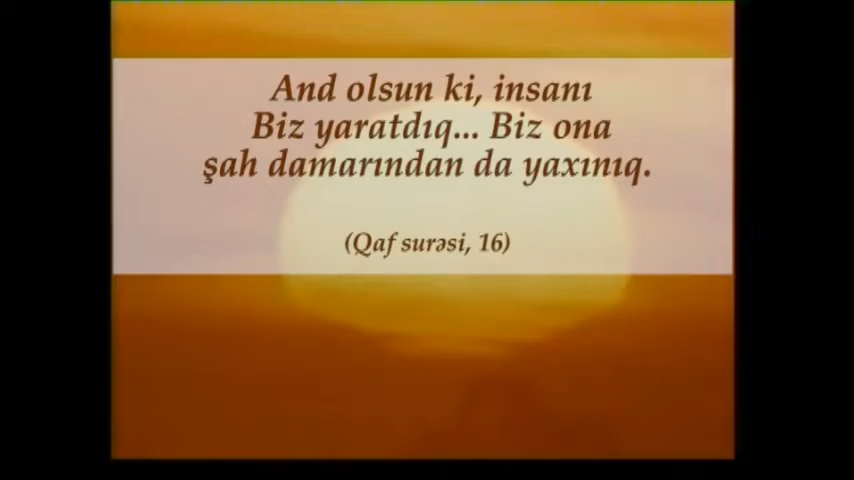 And olsun ki, insanı
Biz yaratdıq... Biz ona
şah damarından da yaxınıq.
(Qaf surəsi, 16)